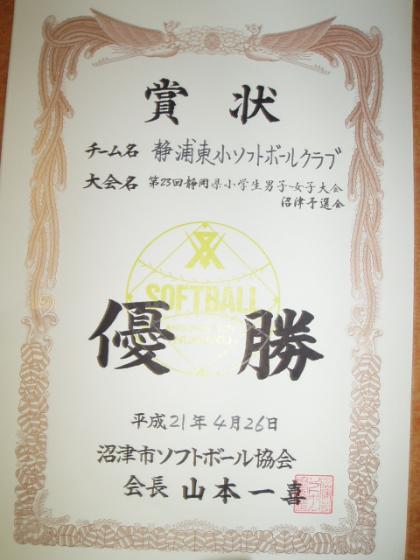 賞状
チーム名 静浦東小ソフトボールクラブ
大会名 第23回静岡県小学生男子・女子大会
沼津予選会
SOFTBALL
優勝
平成21年4月26日
沼津市ソフトボール協会
会長 山本一喜